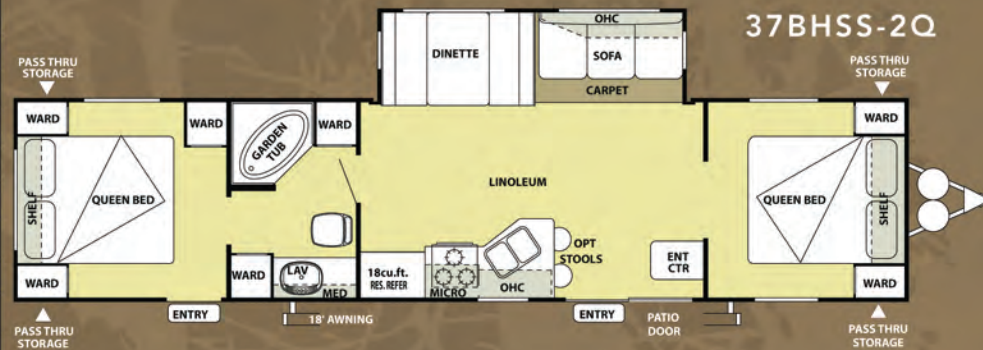 37BHSS-2Q
PASS THRU
STORAGE
PASS THRU
STORAGE
OHC
DINETTE
SOFA
CARPET
WARD
WARD
WARD
WARD
GARDEN
TUB
LINOLEUM
SHELF
QUEEN BED
QUEEN BED
SHELF
OPT
STOOLS
ENT
CTR
WARD
WARD
LAV
MED
18cu.ft.
RES. REFER
MICRO
OHC
WARD
ENTRY
18' AWNING
ENTRY
PATIO
DOOR
PASS THRU
STORAGE
PASS THRU
STORAGE